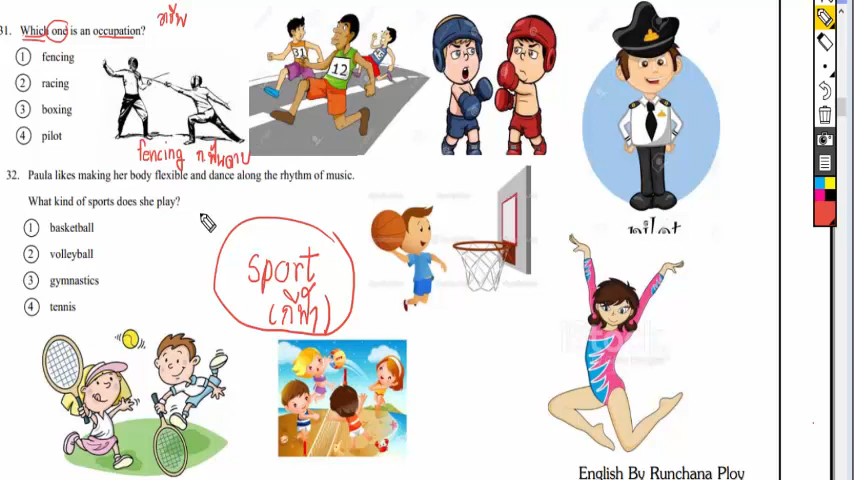 อาชีพ
31. Which one is an occupation?
1 fencing
2 racing
3 boxing
4 pilot
fencing ก.ฟันดาบ
31
12
pilot
32. Paula likes making her body flexible and dance along the rhythm of music.
What kind of sports does she play?
1 basketball
2 volleyball
3 gymnastics
4 tennis
sport
(กีฬา)
English By Runchana Ploy